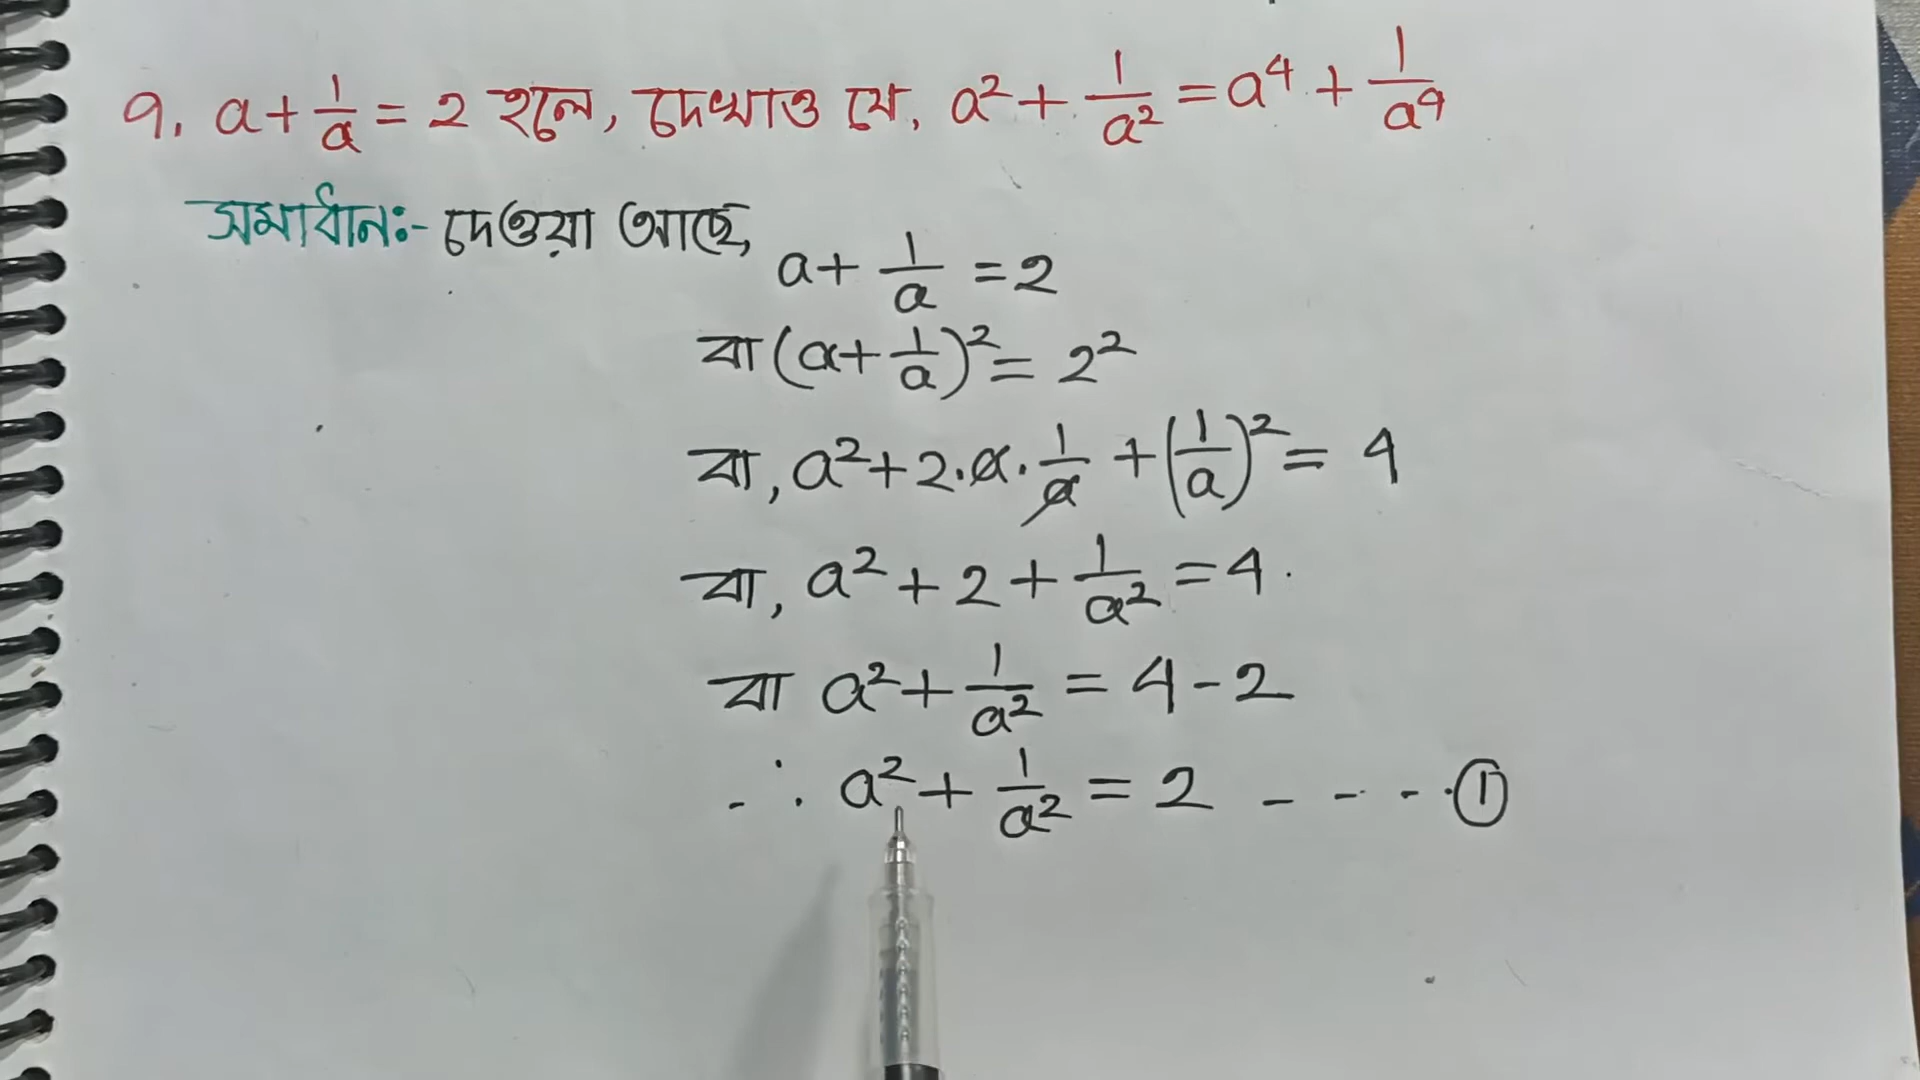 ৭. a + 1/a = 2 হলে, দেখাও যে, a² + 1/a² = a⁴ + 1/a⁴
সমাধানঃ- দেওয়া আছে,
a + 1/a = 2
বা (a + 1/a)² = 2²
বা, a² + 2·a·1/a + (1/a)² = 4
বা, a² + 2 + 1/a² = 4.
বা a² + 1/a² = 4 - 2
∴ a² + 1/a² = 2 - - - - ①